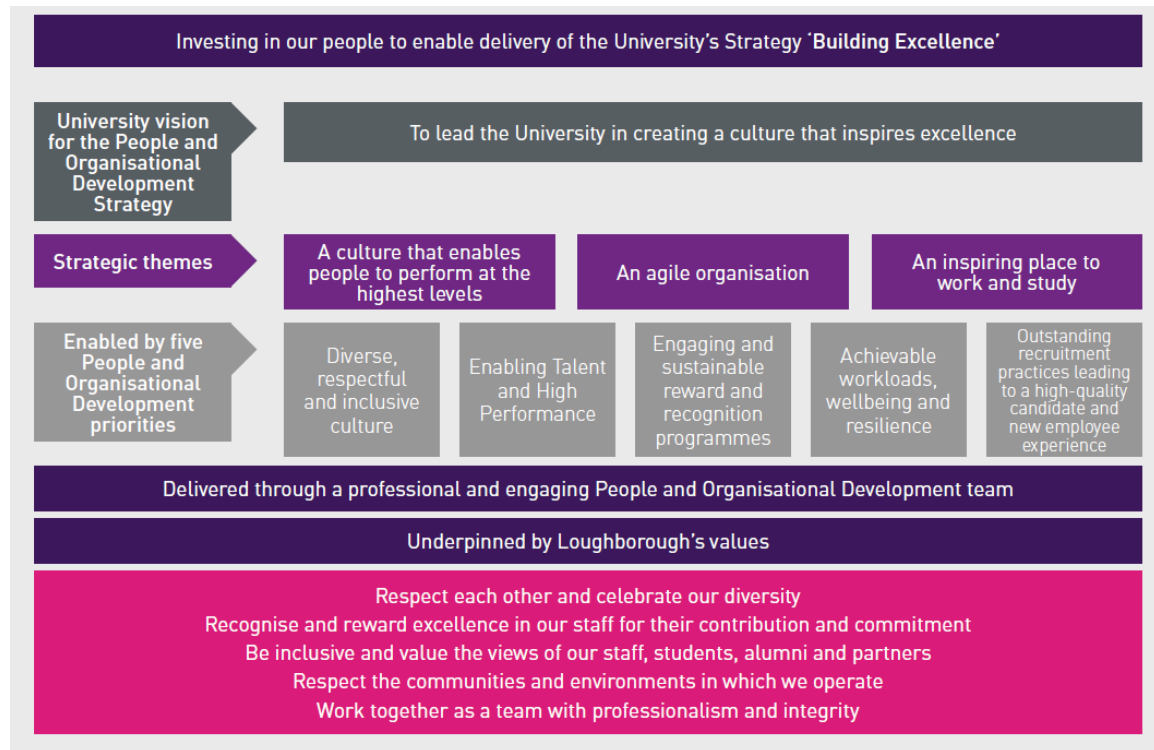 Investing in our people to enable delivery of the University's Strategy ‘Building Excellence’
University vision
for the People and
Organisational
Development
Strategy
To lead the University in creating a culture that inspires excellence
Strategic themes
A culture that enables
people to perform at the
highest levels
An agile organisation
An inspiring place to
work and study
Enabled by five
People and
Organisational
Development
priorities
Diverse,
respectful
and inclusive
culture
Enabling Talent
and High
Performance
Engaging and
sustainable
reward and
recognition
programmes
Achievable
workloads,
wellbeing and
resilience
Outstanding
recruitment
practices leading
to a high-quality
candidate and
new employee
experience
Delivered through a professional and engaging People and Organisational Development team
Underpinned by Loughborough's values
Respect each other and celebrate our diversity
Recognise and reward excellence in our staff for their contribution and commitment
Be inclusive and value the views of our staff, students, alumni and partners
Respect the communities and environments in which we operate
Work together as a team with professionalism and integrity